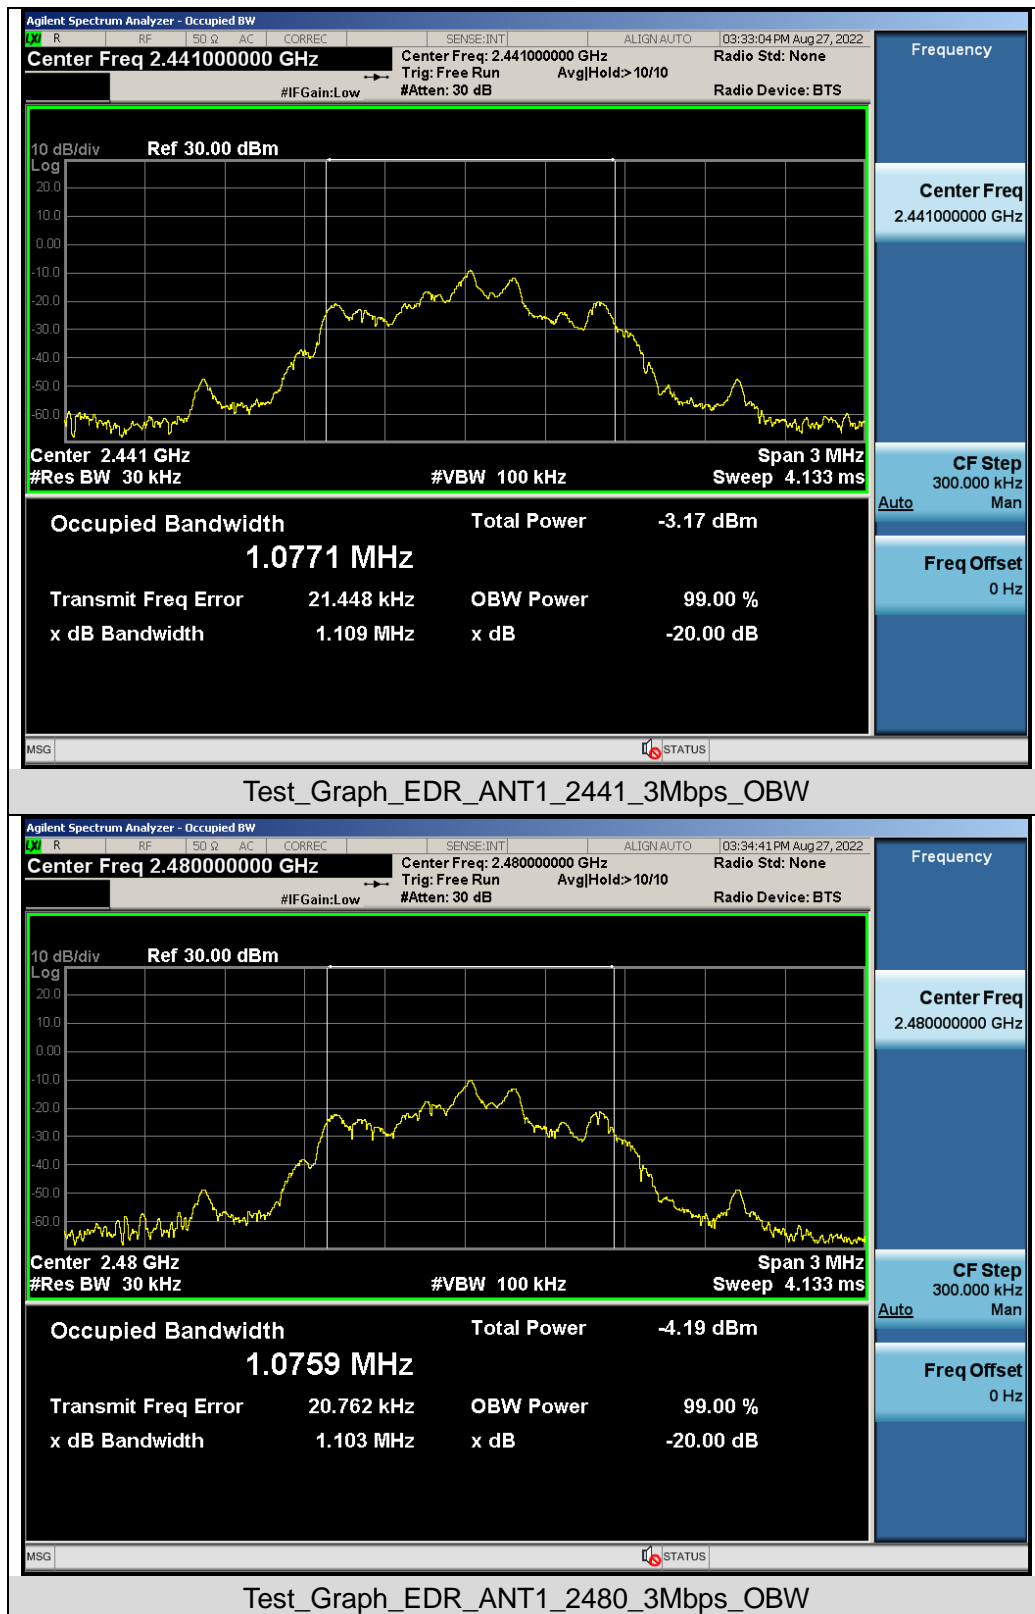 Agilent Spectrum Analyzer - Occupied BW
LXI R RF 50 Ω AC CORREC SENSE:INT ALIGN AUTO 03:33:04 PM Aug 27, 2022
Center Freq 2.441000000 GHz Center Freq: 2.441000000 GHz Radio Std: None Frequency
Trig: Free Run Avg|Hold:> 10/10
#IFGain:Low #Atten: 30 dB Radio Device: BTS
10 dB/div Ref 30.00 dBm
Log
20.0
10.0
0.00
-10.0
-20.0
-30.0
-40.0
-50.0
-60.0
Center 2.441 GHz Span 3 MHz
#Res BW 30 kHz #VBW 100 kHz Sweep 4.133 ms
Center Freq
2.441000000 GHz
CF Step
300.000 kHz
Auto Man
Freq Offset
0 Hz
Occupied Bandwidth Total Power -3.17 dBm
1.0771 MHz
Transmit Freq Error 21.448 kHz OBW Power 99.00 %
x dB Bandwidth 1.109 MHz x dB -20.00 dB
MSG STATUS
Test_Graph_EDR_ANT1_2441_3Mbps_OBW
Agilent Spectrum Analyzer - Occupied BW
LXI R RF 50 Ω AC CORREC SENSE:INT ALIGN AUTO 03:34:41 PM Aug 27, 2022
Center Freq 2.480000000 GHz Center Freq: 2.480000000 GHz Radio Std: None Frequency
Trig: Free Run Avg|Hold:> 10/10
#IFGain:Low #Atten: 30 dB Radio Device: BTS
10 dB/div Ref 30.00 dBm
Log
20.0
10.0
0.00
-10.0
-20.0
-30.0
-40.0
-50.0
-60.0
Center 2.48 GHz Span 3 MHz
#Res BW 30 kHz #VBW 100 kHz Sweep 4.133 ms
Center Freq
2.480000000 GHz
CF Step
300.000 kHz
Auto Man
Freq Offset
0 Hz
Occupied Bandwidth Total Power -4.19 dBm
1.0759 MHz
Transmit Freq Error 20.762 kHz OBW Power 99.00 %
x dB Bandwidth 1.103 MHz x dB -20.00 dB
MSG STATUS
Test_Graph_EDR_ANT1_2480_3Mbps_OBW